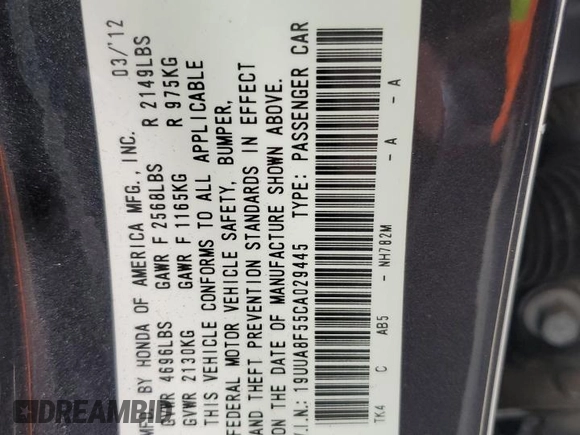 MFD BY HONDA OF AMERICA MFG., INC. 03/'12
GVWR 4696LBS GAWR F 2568LBS R 2149LBS
GVWR 2130KG GAWR F 1165KG R 975KG
THIS VEHICLE CONFORMS TO ALL APPLICABLE
FEDERAL MOTOR VEHICLE SAFETY, BUMPER,
AND THEFT PREVENTION STANDARDS IN EFFECT
ON THE DATE OF MANUFACTURE SHOWN ABOVE.
V.I.N.: 19UUA8F55CA029445 TYPE: PASSENGER CAR
TK4 C AB5 - NH782M - A - A
DREAMBID